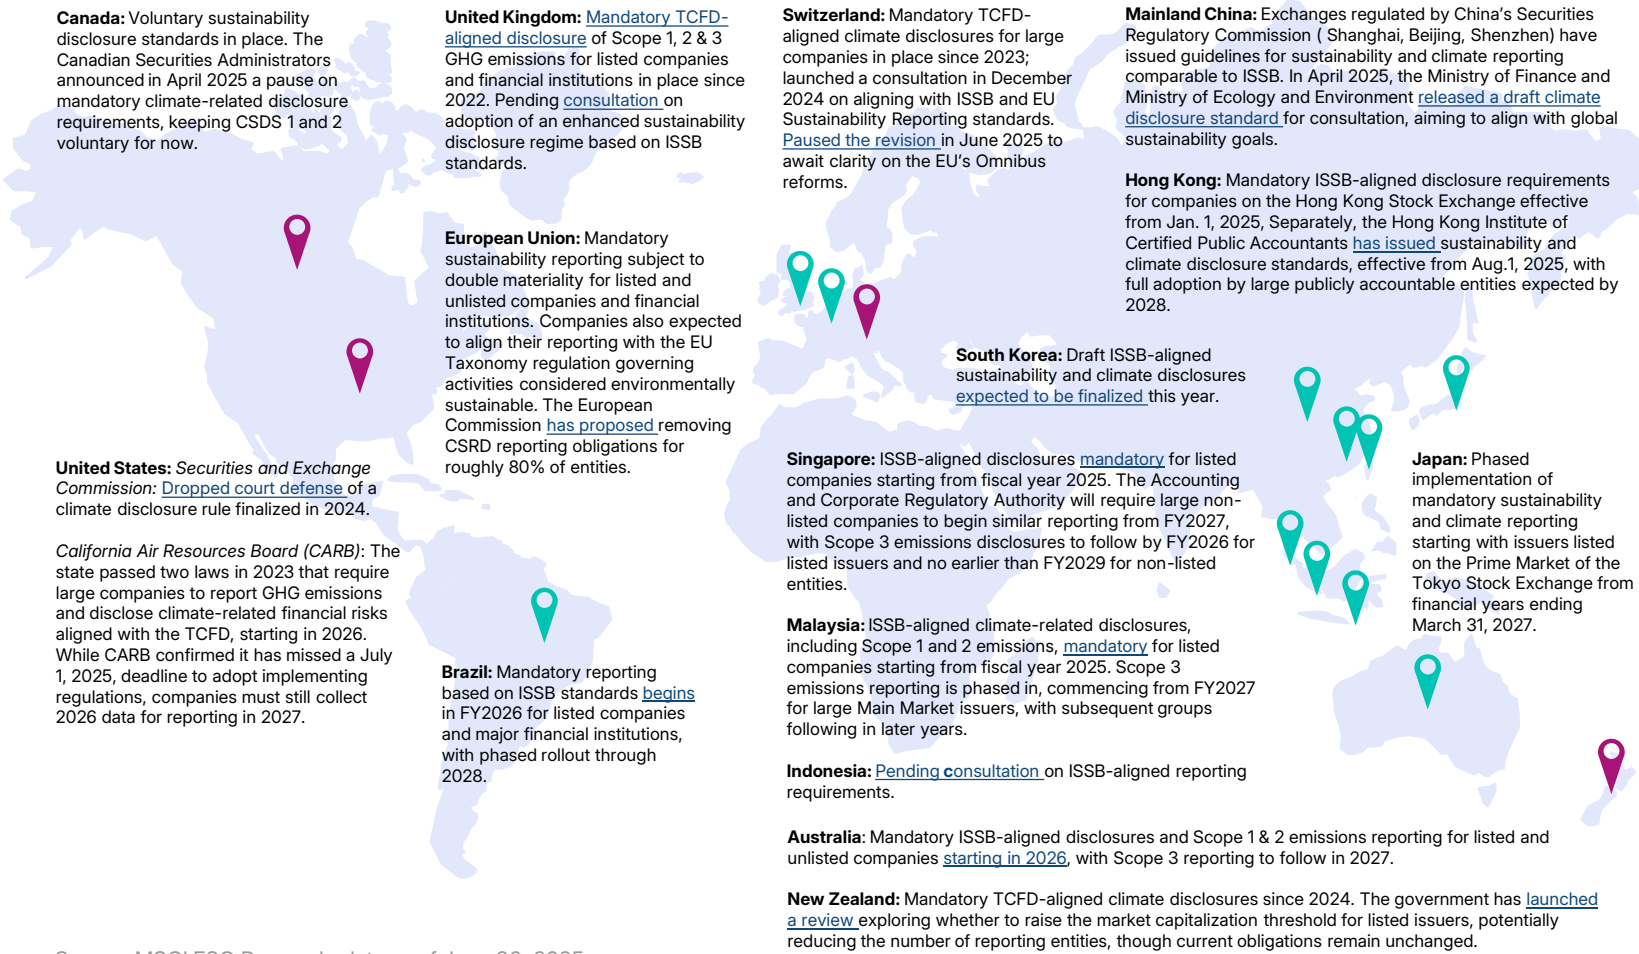 Canada: Voluntary sustainability
disclosure standards in place. The
Canadian Securities Administrators
announced in April 2025 a pause on
mandatory climate-related disclosure
requirements, keeping CSDS 1 and 2
voluntary for now.
United Kingdom: Mandatory TCFD-
aligned disclosure of Scope 1, 2 & 3
GHG emissions for listed companies
and financial institutions in place since
2022. Pending consultation on
adoption of an enhanced sustainability
disclosure regime based on ISSB
standards.
Switzerland: Mandatory TCFD-
aligned climate disclosures for large
companies in place since 2023;
launched a consultation in December
2024 on aligning with ISSB and EU
Sustainability Reporting standards.
Paused the revision in June 2025 to
await clarity on the EU's Omnibus
reforms.
Mainland China: Exchanges regulated by China's Securities
Regulatory Commission ( Shanghai, Beijing, Shenzhen) have
issued guidelines for sustainability and climate reporting
comparable to ISSB. In April 2025, the Ministry of Finance and
Ministry of Ecology and Environment released a draft climate
disclosure standard for consultation, aiming to align with global
sustainability goals.
Hong Kong: Mandatory ISSB-aligned disclosure requirements
for companies on the Hong Kong Stock Exchange effective
from Jan. 1, 2025, Separately, the Hong Kong Institute of
Certified Public Accountants has issued sustainability and
climate disclosure standards, effective from Aug.1, 2025, with
full adoption by large publicly accountable entities expected by
2028.
European Union: Mandatory
sustainability reporting subject to
double materiality for listed and
unlisted companies and financial
institutions. Companies also expected
to align their reporting with the EU
Taxonomy regulation governing
activities considered environmentally
sustainable. The European
Commission has proposed removing
CSRD reporting obligations for
roughly 80% of entities.
South Korea: Draft ISSB-aligned
sustainability and climate disclosures
expected to be finalized this year.
United States: Securities and Exchange
Commission: Dropped court defense of a
climate disclosure rule finalized in 2024.
California Air Resources Board (CARB): The
state passed two laws in 2023 that require
large companies to report GHG emissions
and disclose climate-related financial risks
aligned with the TCFD, starting in 2026.
While CARB confirmed it has missed a July
1, 2025, deadline to adopt implementing
regulations, companies must still collect
2026 data for reporting in 2027.
Brazil: Mandatory reporting
based on ISSB standards begins
in FY2026 for listed companies
and major financial institutions,
with phased rollout through
2028.
Singapore: ISSB-aligned disclosures mandatory for listed
companies starting from fiscal year 2025. The Accounting
and Corporate Regulatory Authority will require large non-
listed companies to begin similar reporting from FY2027,
with Scope 3 emissions disclosures to follow by FY2026 for
listed issuers and no earlier than FY2029 for non-listed
entities.
Japan: Phased
implementation of
mandatory sustainability
and climate reporting
starting with issuers listed
on the Prime Market of the
Tokyo Stock Exchange from
financial years ending
March 31, 2027.
Malaysia: ISSB-aligned climate-related disclosures,
including Scope 1 and 2 emissions, mandatory for listed
companies starting from fiscal year 2025. Scope 3
emissions reporting is phased in, commencing from FY2027
for large Main Market issuers, with subsequent groups
following in later years.
Indonesia: Pending consultation on ISSB-aligned reporting
requirements.
Australia: Mandatory ISSB-aligned disclosures and Scope 1 & 2 emissions reporting for listed and
unlisted companies starting in 2026, with Scope 3 reporting to follow in 2027.
New Zealand: Mandatory TCFD-aligned climate disclosures since 2024. The government has launched
a review exploring whether to raise the market capitalization threshold for listed issuers, potentially
reducing the number of reporting entities, though current obligations remain unchanged.